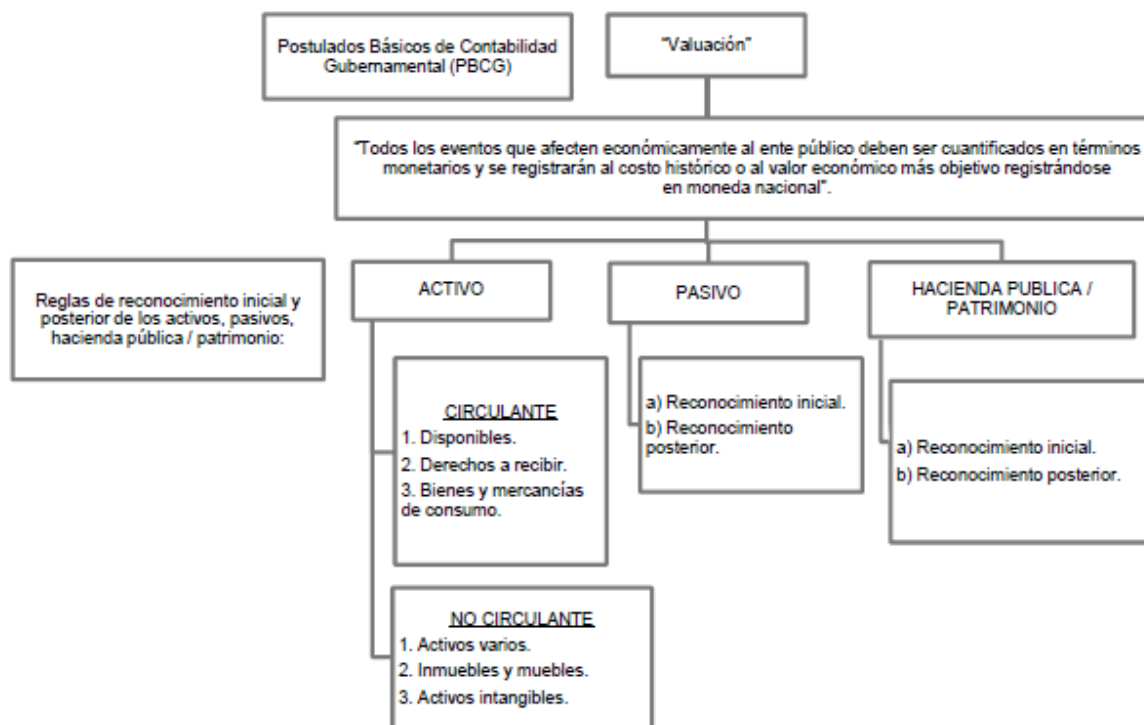 Postulados Básicos de Contabilidad
Gubernamental (PBCG)
"Valuación"
"Todos los eventos que afecten económicamente al ente público deben ser cuantificados en términos
monetarios y se registrarán al costo histórico o al valor económico más objetivo registrándose
en moneda nacional".
Reglas de reconocimiento inicial y
posterior de los activos, pasivos,
hacienda pública / patrimonio:
ACTIVO
PASIVO
HACIENDA PUBLICA /
PATRIMONIO
CIRCULANTE
1. Disponibles.
2. Derechos a recibir.
3. Bienes y mercancías
de consumo.
a) Reconocimiento inicial.
b) Reconocimiento
posterior.
a) Reconocimiento inicial.
b) Reconocimiento posterior.
NO CIRCULANTE
1. Activos varios.
2. Inmuebles y muebles.
3. Activos intangibles.